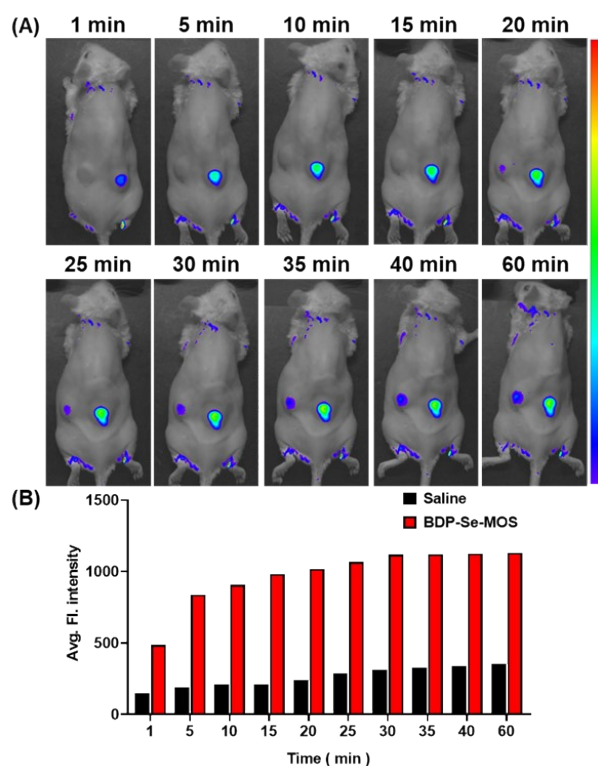 (A)
1 min 5 min 10 min 15 min 20 min
25 min 30 min 35 min 40 min 60 min
(B)
Saline
BDP-Se-MOS
Avg. Fl. intensity
1500
1000
500
0
1 5 10 15 20 25 30 35 40 60
Time ( min )